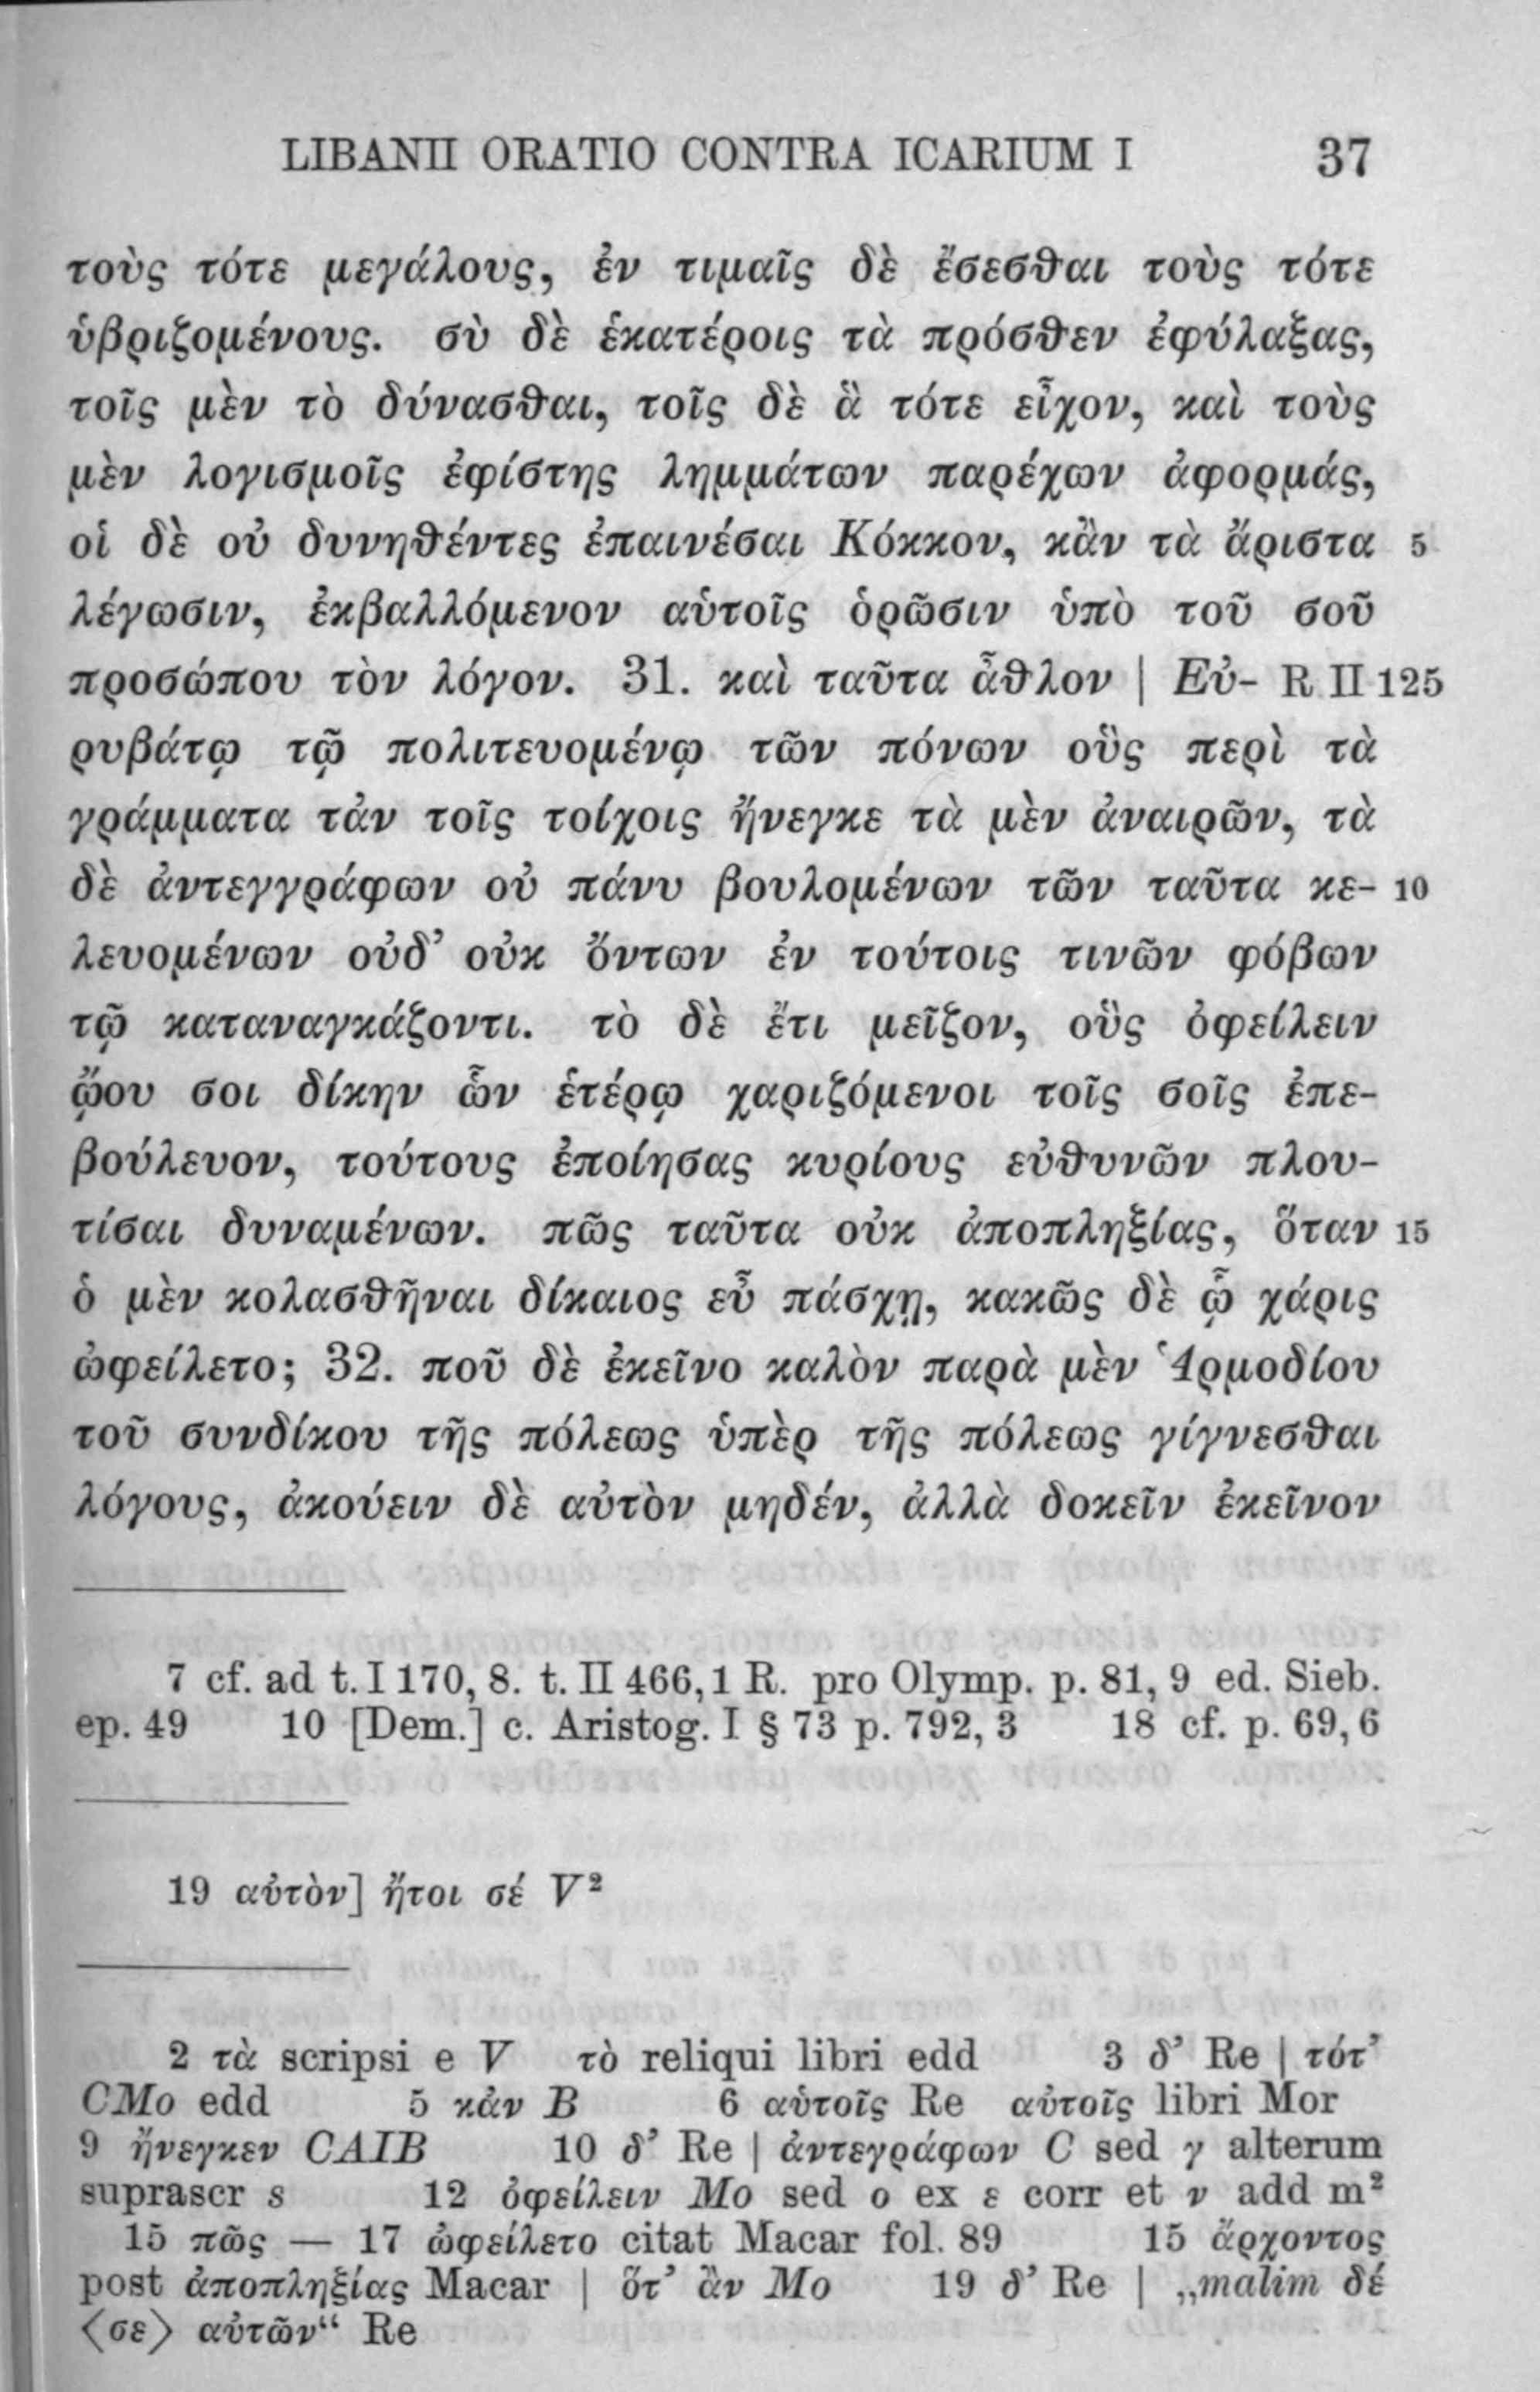 LIBANII ORATIO CONTRA ICARIUM I 37
τοὺς τότε μεγάλους, ἐν τιμαῖς δὲ ἔσεσθαι τοὺς τότε
ὑβριζομένους. σὺ δὲ ἑκατέροις τὰ πρόσθεν ἐφύλαξας,
τοῖς μὲν τὸ δύνασθαι, τοῖς δὲ ἃ τότε εἶχον, καὶ τοὺς
μὲν λογισμοῖς ἐφίστης λημμάτων παρέχων ἀφορμάς,
οἱ δὲ οὐ δυνηθέντες ἐπαινέσαι Κόκκον, κἂν τὰ ἄριστα 5
λέγωσιν, ἐκβαλλόμενον αὑτοῖς ὁρῶσιν ὑπὸ τοῦ σοῦ
προσώπου τὸν λόγον. 31. καὶ ταῦτα ἆθλον | Εὐ- R II 125
ρυβάτῳ τῷ πολιτευομένῳ τῶν πόνων οὓς περὶ τὰ
γράμματα τἀν τοῖς τοίχοις ἤνεγκε τὰ μὲν ἀναιρῶν, τὰ
δὲ ἀντεγγράφων οὐ πάνυ βουλομένων τῶν ταῦτα κε- 10
λευομένων οὐδ’ οὐκ ὄντων ἐν τούτοις τινῶν φόβων
τῷ καταναγκάζοντι. τὸ δὲ ἔτι μεῖζον, οὓς ὀφείλειν
ᾤου σοι δίκην ὧν ἑτέρῳ χαριζόμενοι τοῖς σοῖς ἐπε-
βούλευον, τούτους ἐποίησας κυρίους εὐθυνῶν πλου-
τίσαι δυναμένων. πῶς ταῦτα οὐκ ἀποπληξίας, ὅταν 15
ὁ μὲν κολασθῆναι δίκαιος εὖ πάσχῃ, κακῶς δὲ ᾧ χάρις
ὠφείλετο; 32. ποῦ δὲ ἐκεῖνο καλὸν παρὰ μὲν Ἁρμοδίου
τοῦ συνδίκου τῆς πόλεως ὑπὲρ τῆς πόλεως γίγνεσθαι
λόγους, ἀκούειν δὲ αὐτὸν μηδέν, ἀλλὰ δοκεῖν ἐκεῖνον
7 cf. ad t. I 170, 8. t. II 466,1 R. pro Olymp. p. 81, 9 ed. Sieb.
ep. 49 10 [Dem.] c. Aristog. I § 73 p. 792, 3 18 cf. p. 69, 6
19 αὐτὸν] ἤτοι σέ V²
2 τὰ scripsi e V τὸ reliqui libri edd 3 δ’ Re | τότ’
CMo edd 5 κἀν B 6 αὑτοῖς Re αὐτοῖς libri Mor
9 ἤνεγκεν CAIB 10 δ’ Re | ἀντεγράφων C sed γ alterum
suprascr s 12 ὀφείλειν Mo sed ο ex ε corr et ν add m²
15 πῶς — 17 ὠφείλετο citat Macar fol. 89 15 ἄρχοντος
post ἀποπληξίας Macar | ὅτ’ ἂν Mo 19 δ’ Re | „malim δέ
⟨σε⟩ αὐτῶν“ Re